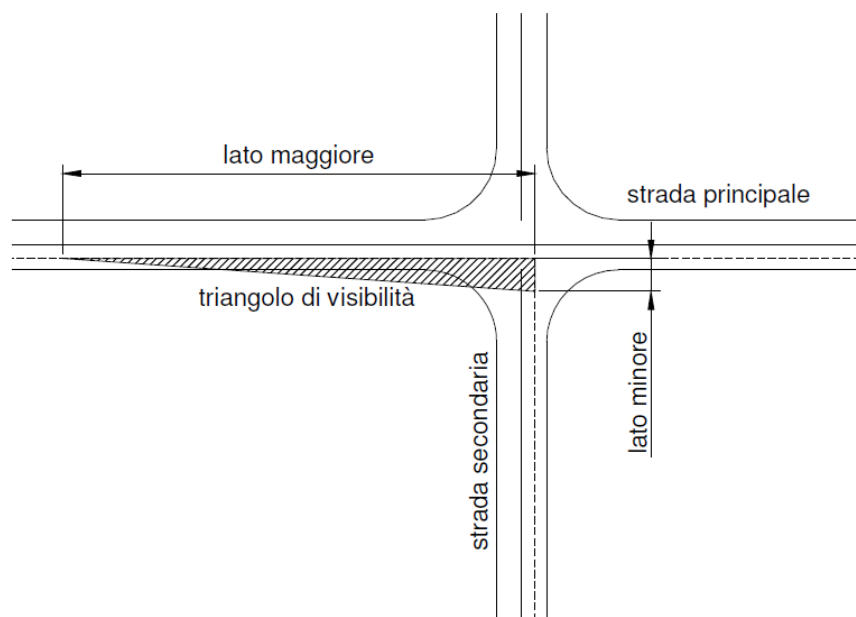 lato maggiore
strada principale
triangolo di visibilità
strada secondaria
lato minore